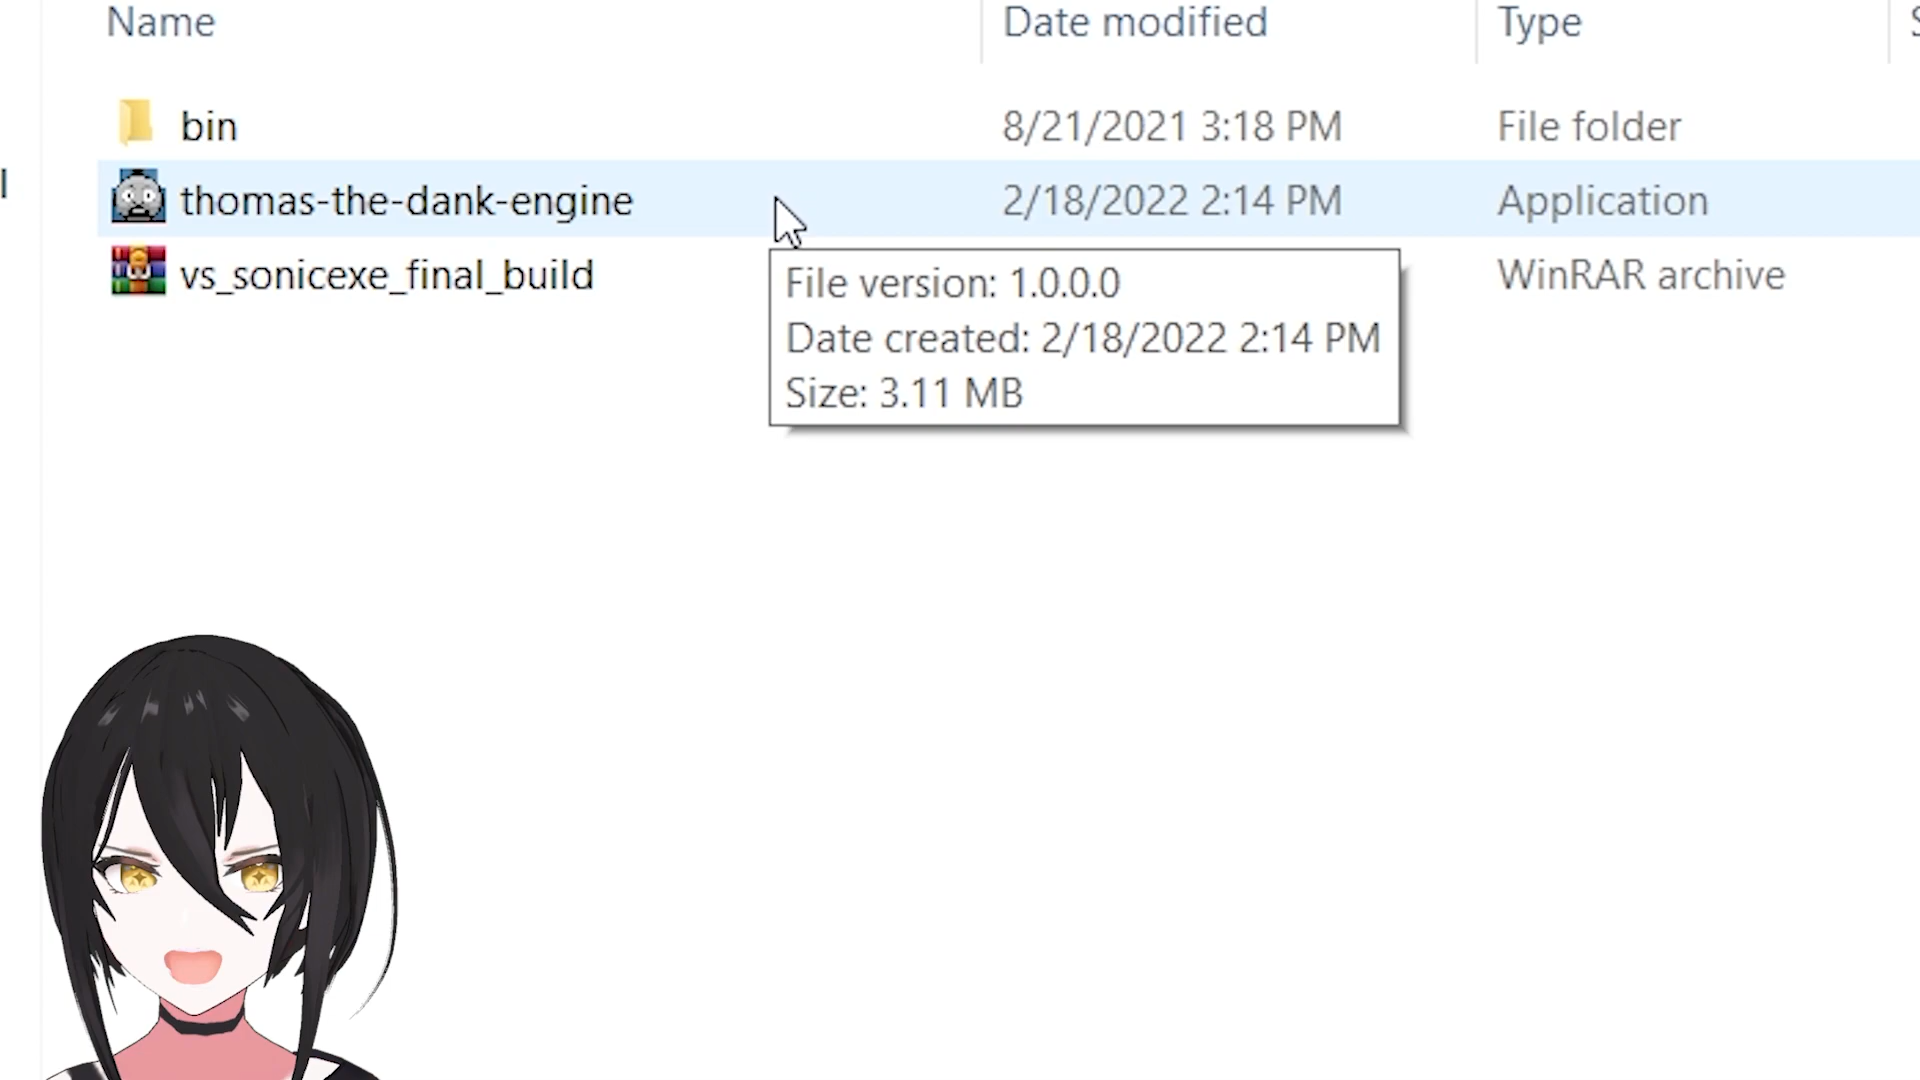 Name Date modified Type
bin 8/21/2021 3:18 PM File folder
thomas-the-dank-engine 2/18/2022 2:14 PM Application
vs_sonicexe_final_build WinRAR archive
File version: 1.0.0.0
Date created: 2/18/2022 2:14 PM
Size: 3.11 MB